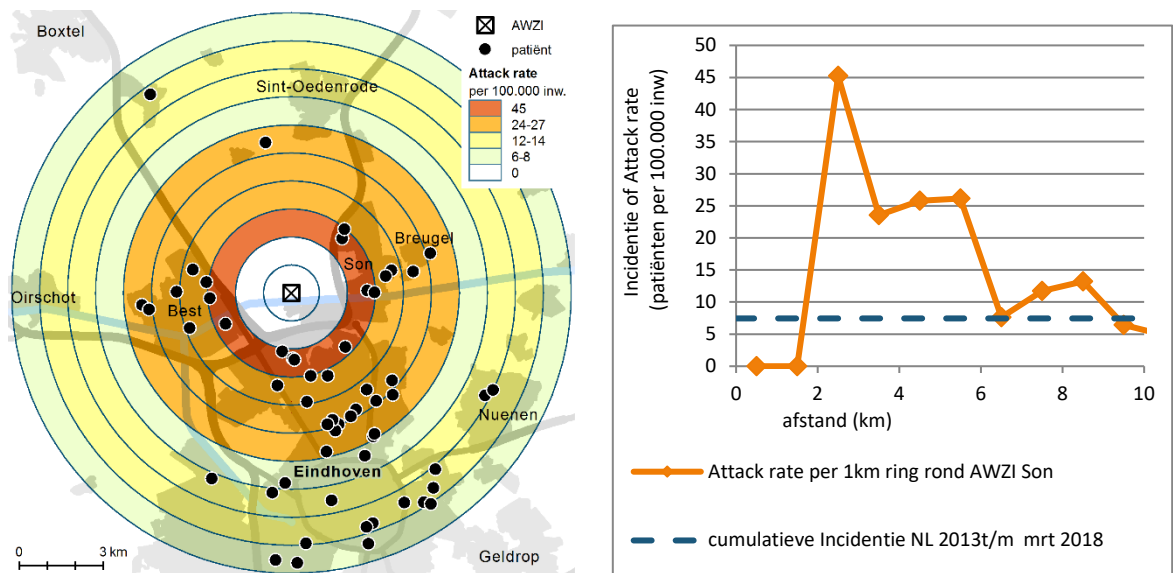 Boxtel
AWZI
patiënt
Attack rate
per 100.000 inw.
45
24-27
12-14
6-8
0
Sint-Oedenrode
Breugel
Son
Oirschot
Best
Nuenen
Eindhoven
Geldrop
0 3 km
Incidentie of Attack rate
(patiënten per 100.000 inw)
50
45
40
35
30
25
20
15
10
5
0
0 2 4 6 8 10
afstand (km)
Attack rate per 1km ring rond AWZI Son
cumulatieve Incidentie NL 2013t/m mrt 2018